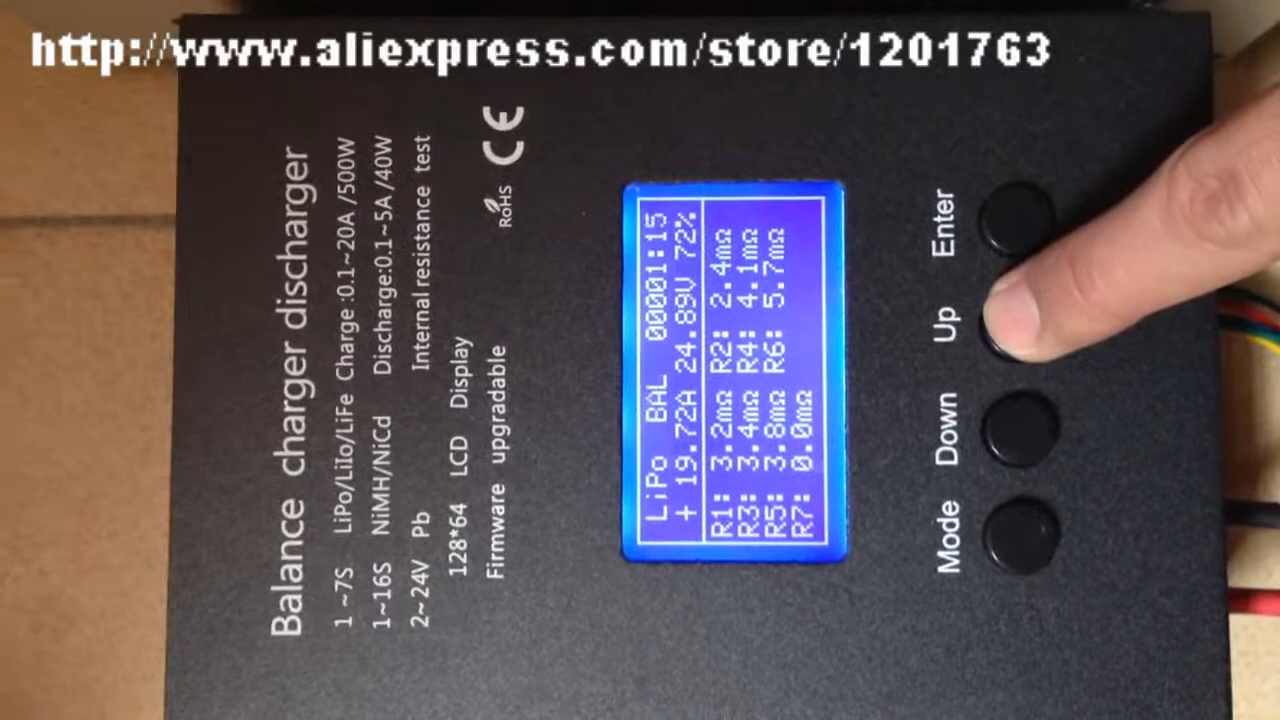 http://www.aliexpress.com/store/1201763
Balance charger discharger
1~7S LiPo/LiIo/LiFe Charge:0.1~20A /500W
1~16S NiMH/NiCd Discharge:0.1~5A /40W
2~24V Pb Internal resistance test
128*64 LCD Display
Firmware upgradable
RoHS CE
LiPo BAL 00001:15
+ 19.72A 24.89V 72%
R1: 3.2mΩ R2: 2.4mΩ
R3: 3.4mΩ R4: 4.1mΩ
R5: 3.8mΩ R6: 5.7mΩ
R7: 0.0mΩ
Mode Down Up Enter